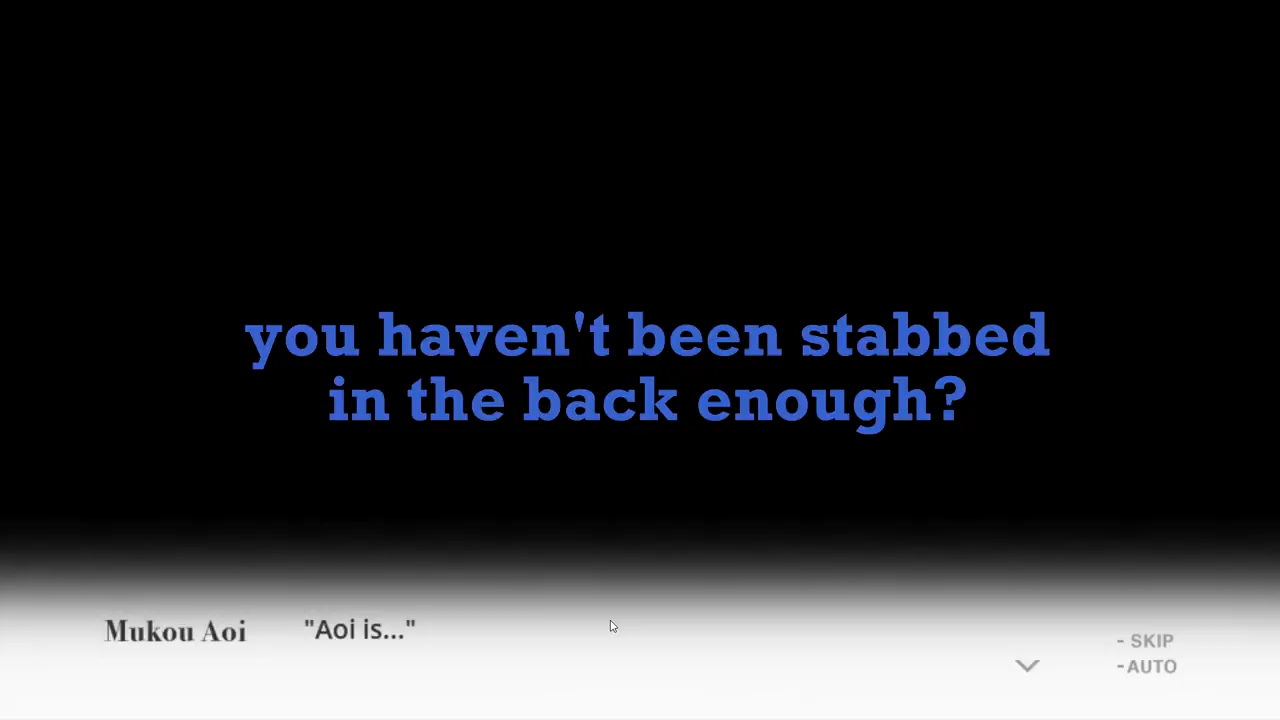 you haven't been stabbed
in the back enough?
Mukou Aoi
"Aoi is..."
- SKIP
-AUTO